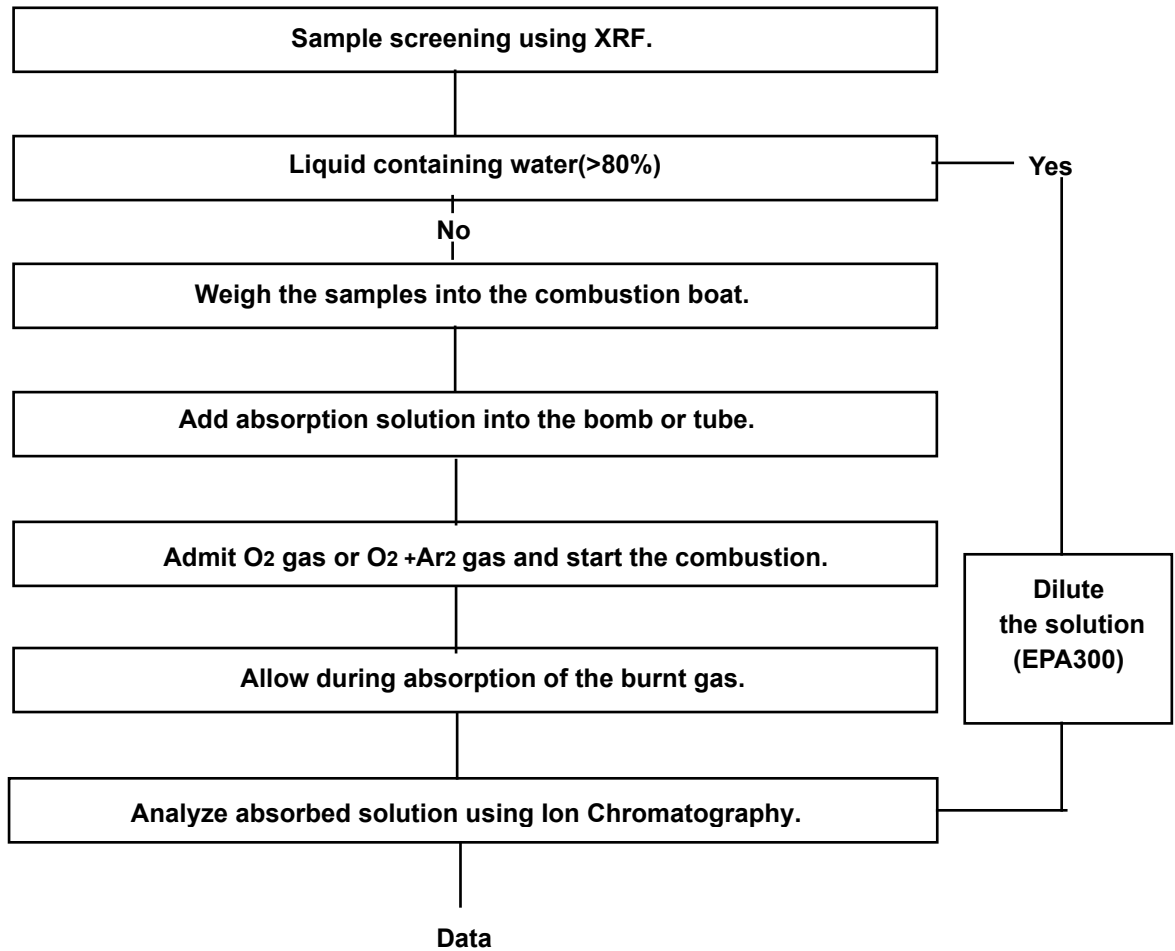 Sample screening using XRF.
Liquid containing water(>80%)
Yes
No
Weigh the samples into the combustion boat.
Add absorption solution into the bomb or tube.
Admit O2 gas or O2 +Ar2 gas and start the combustion.
Dilute
the solution
(EPA300)
Allow during absorption of the burnt gas.
Analyze absorbed solution using Ion Chromatography.
Data